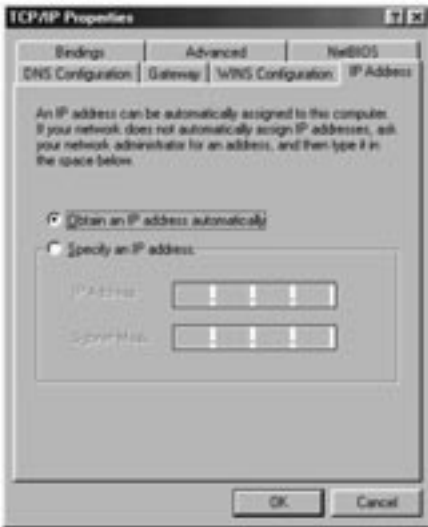 TCP/IP Properties
Bindings
Advanced
NetBIOS
DNS Configuration
Gateway
WINS Configuration
IP Address
An IP address can be automatically assigned to this computer.
If your network does not automatically assign IP addresses, ask
your network administrator for an address, and then type it in
the space below.
Obtain an IP address automatically
Specify an IP address:
IP Address:
Subnet Mask:
OK
Cancel